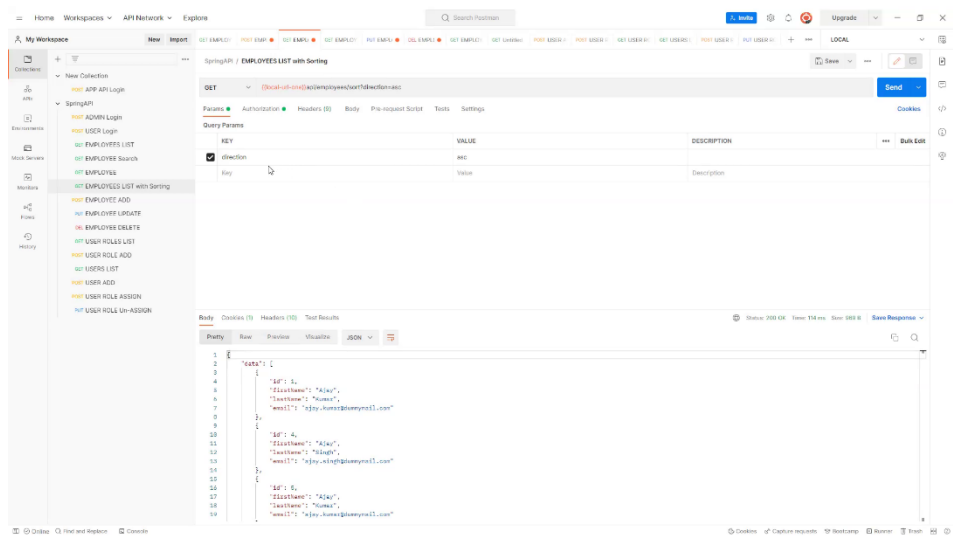 Home Workspaces API Network Explore
Search Postman
Invite Upgrade
My Workspace New Import
LOCAL
Collections
APIs
Environments
Mock Servers
Monitors
Flows
History
New Collection
POST APP API Login
SpringAPI
POST ADMIN Login
POST USER Login
GET EMPLOYEES LIST
GET EMPLOYEES Search
GET EMPLOYEE
GET EMPLOYEES LIST with Sorting
POST EMPLOYEE ADD
PUT EMPLOYEE UPDATE
DEL EMPLOYEE DELETE
GET USER ROLES LIST
POST USER ROLE ADD
GET USERS LIST
POST USER ADD
POST USER ROLE ASSIGN
PUT USER ROLE Un-ASSIGN
SpringAPI / EMPLOYEES LIST with Sorting
Save
GET
api/employees/sort?direction=asc
Send
Params Authorization Headers (8) Body Pre-request Script Tests Settings
Cookies
Query Params
KEY VALUE DESCRIPTION Bulk Edit
direction asc
Key Value Description
Body Cookies (1) Headers (10) Test Results
Status: 200 OK Time: 114 ms Save Response
Pretty Raw Preview Visualize JSON
1 {
2 "data": [
3 {
4 "id": 1,
5 "firstName": "Ajay",
6 "lastName": "Kumar",
7 "email": "ajay.kumar@dummymail.com"
8 },
9 {
10 "id": 4,
11 "firstName": "Ajay",
12 "lastName": "Singh",
13 "email": "ajay.singh@dummymail.com"
14 },
15 {
16 "id": 6,
17 "firstName": "Ajay",
18 "lastName": "Kumar",
19 "email": "ajay.kumar@dummymail.com"
Online Find and Replace Console
Cookies Capture requests Bootcamp Runner Trash